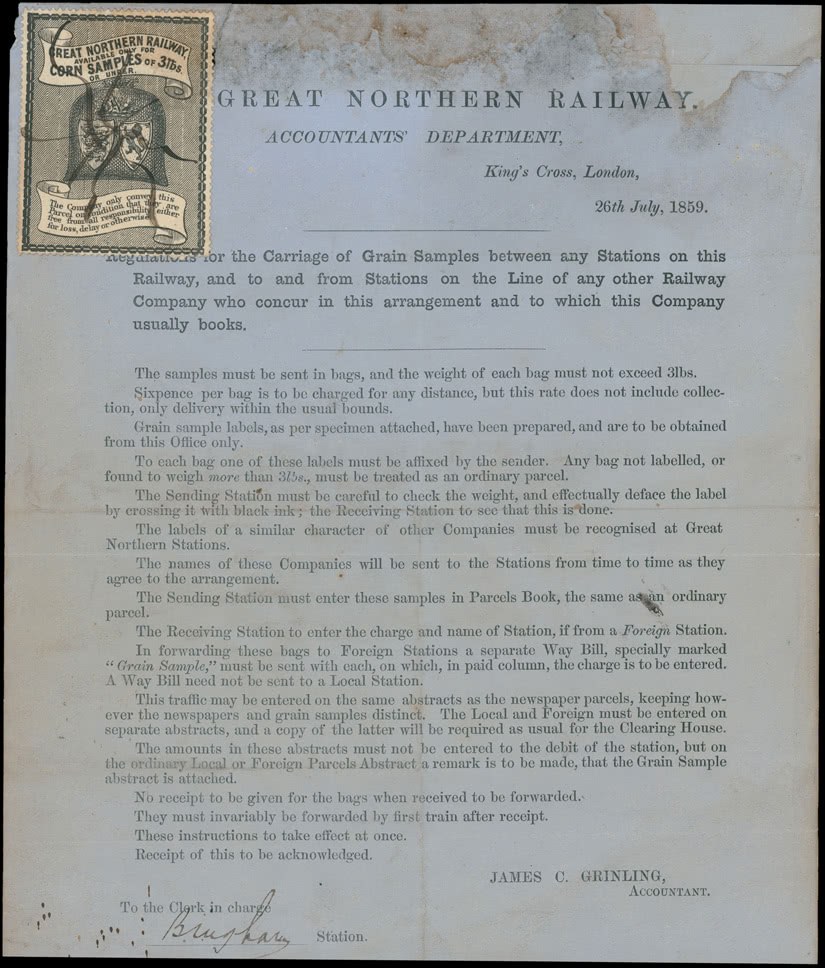 GREAT NORTHERN RAILWAY,
AVAILABLE ONLY FOR
CORN SAMPLES OF 3lbs.
OR UNDER.
The Company only convey this
Parcel on condition that they are
free from all responsibility either
for loss, delay or otherwise.
GREAT NORTHERN RAILWAY.
ACCOUNTANTS' DEPARTMENT,
King's Cross, London,
26th July, 1859.
Regulations for the Carriage of Grain Samples between any Stations on this
Railway, and to and from Stations on the Line of any other Railway
Company who concur in this arrangement and to which this Company
usually books.
The samples must be sent in bags, and the weight of each bag must not exceed 3lbs.
Sixpence per bag is to be charged for any distance, but this rate does not include collec-
tion, only delivery within the usual bounds.
Grain sample labels, as per specimen attached, have been prepared, and are to be obtained
from this Office only.
To each bag one of these labels must be affixed by the sender. Any bag not labelled, or
found to weigh more than 3lbs., must be treated as an ordinary parcel.
The Sending Station must be careful to check the weight, and effectually deface the label
by crossing it with black ink; the Receiving Station to see that this is done.
The labels of a similar character of other Companies must be recognised at Great
Northern Stations.
The names of these Companies will be sent to the Stations from time to time as they
agree to the arrangement.
The Sending Station must enter these samples in Parcels Book, the same as an ordinary
parcel.
The Receiving Station to enter the charge and name of Station, if from a Foreign Station.
In forwarding these bags to Foreign Stations a separate Way Bill, specially marked
"Grain Sample," must be sent with each, on which, in paid column, the charge is to be entered.
A Way Bill need not be sent to a Local Station.
This traffic may be entered on the same abstracts as the newspaper parcels, keeping how-
ever the newspapers and grain samples distinct. The Local and Foreign must be entered on
separate abstracts, and a copy of the latter will be required as usual for the Clearing House.
The amounts in these abstracts must not be entered to the debit of the station, but on
the ordinary Local or Foreign Parcels Abstract a remark is to be made, that the Grain Sample
abstract is attached.
No receipt to be given for the bags when received to be forwarded.
They must invariably be forwarded by first train after receipt.
These instructions to take effect at once.
Receipt of this to be acknowledged.
JAMES C. GRINLING,
ACCOUNTANT.
To the Clerk in charge
Bingham Station.